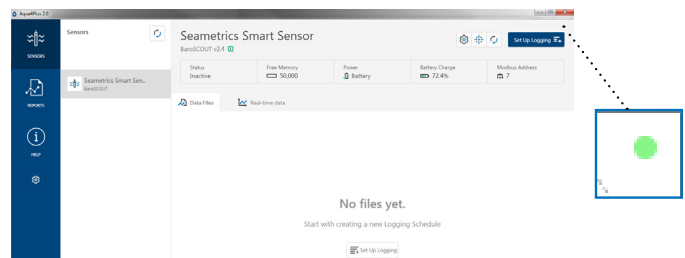 Aqua4Plus 2.0
SENSORS
REPORTS
HELP
Sensors
Seametrics Smart Sen..
BaroSCOUT
Seametrics Smart Sensor
BaroSCOUT v2.4
Set Up Logging
Status
Inactive
Free Memory
50,000
Power
Battery
Battery Charge
72.4%
Modbus Address
7
Data Files
Real-time data
No files yet.
Start with creating a new Logging Schedule
Set Up Logging